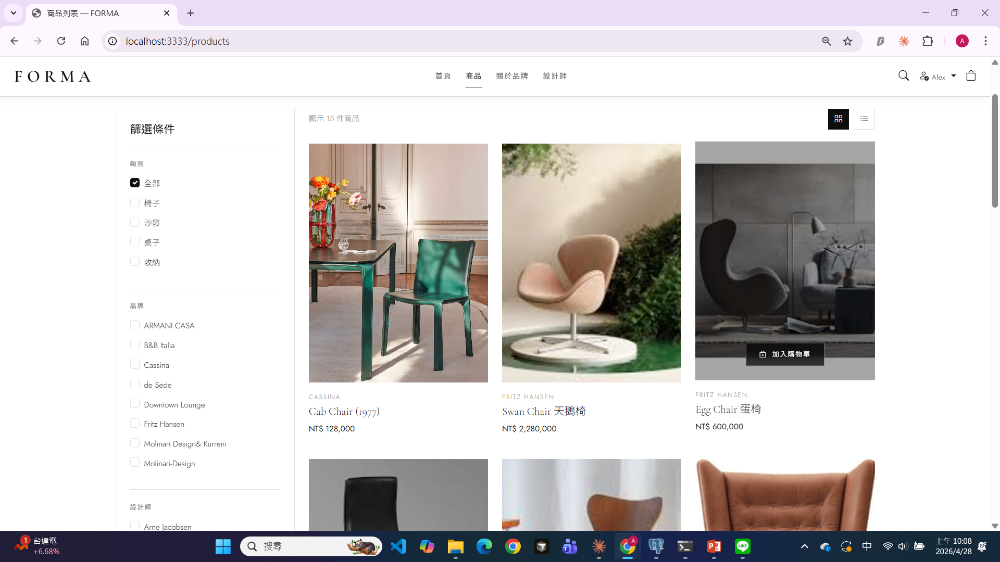 商品列表 — FORMA
localhost:3333/products
A
FORMA
首頁 商品 關於品牌 設計師
Alex
篩選條件
類別
全部
椅子
沙發
桌子
收納
品牌
ARMANI CASA
B&B Italia
Cassina
de Sede
Downtown Lounge
Fritz Hansen
Molinari Design& Kurrein
Molinari-Design
設計師
Arne Jacobsen
顯示 15 件商品
加入購物車
CASSINA
Cab Chair (1977)
NT$ 128,000
FRITZ HANSEN
Swan Chair 天鵝椅
NT$ 2,280,000
FRITZ HANSEN
Egg Chair 蛋椅
NT$ 600,000
1
台達電
+6.68%
搜尋
A
LINE
中
上午 10:08
2026/4/28